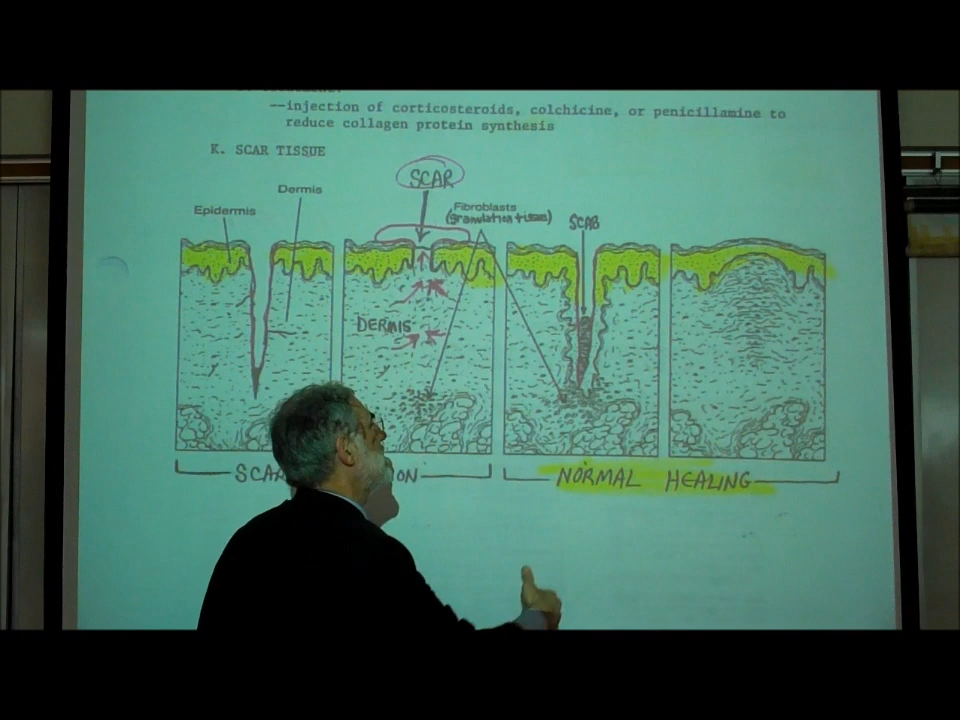 --injection of corticosteroids, colchicine, or penicillamine to
reduce collagen protein synthesis
K. SCAR TISSUE
SCAR
Dermis
Epidermis
Fibroblasts
(granulation tissue)
SCAB
DERMIS
NORMAL HEALING